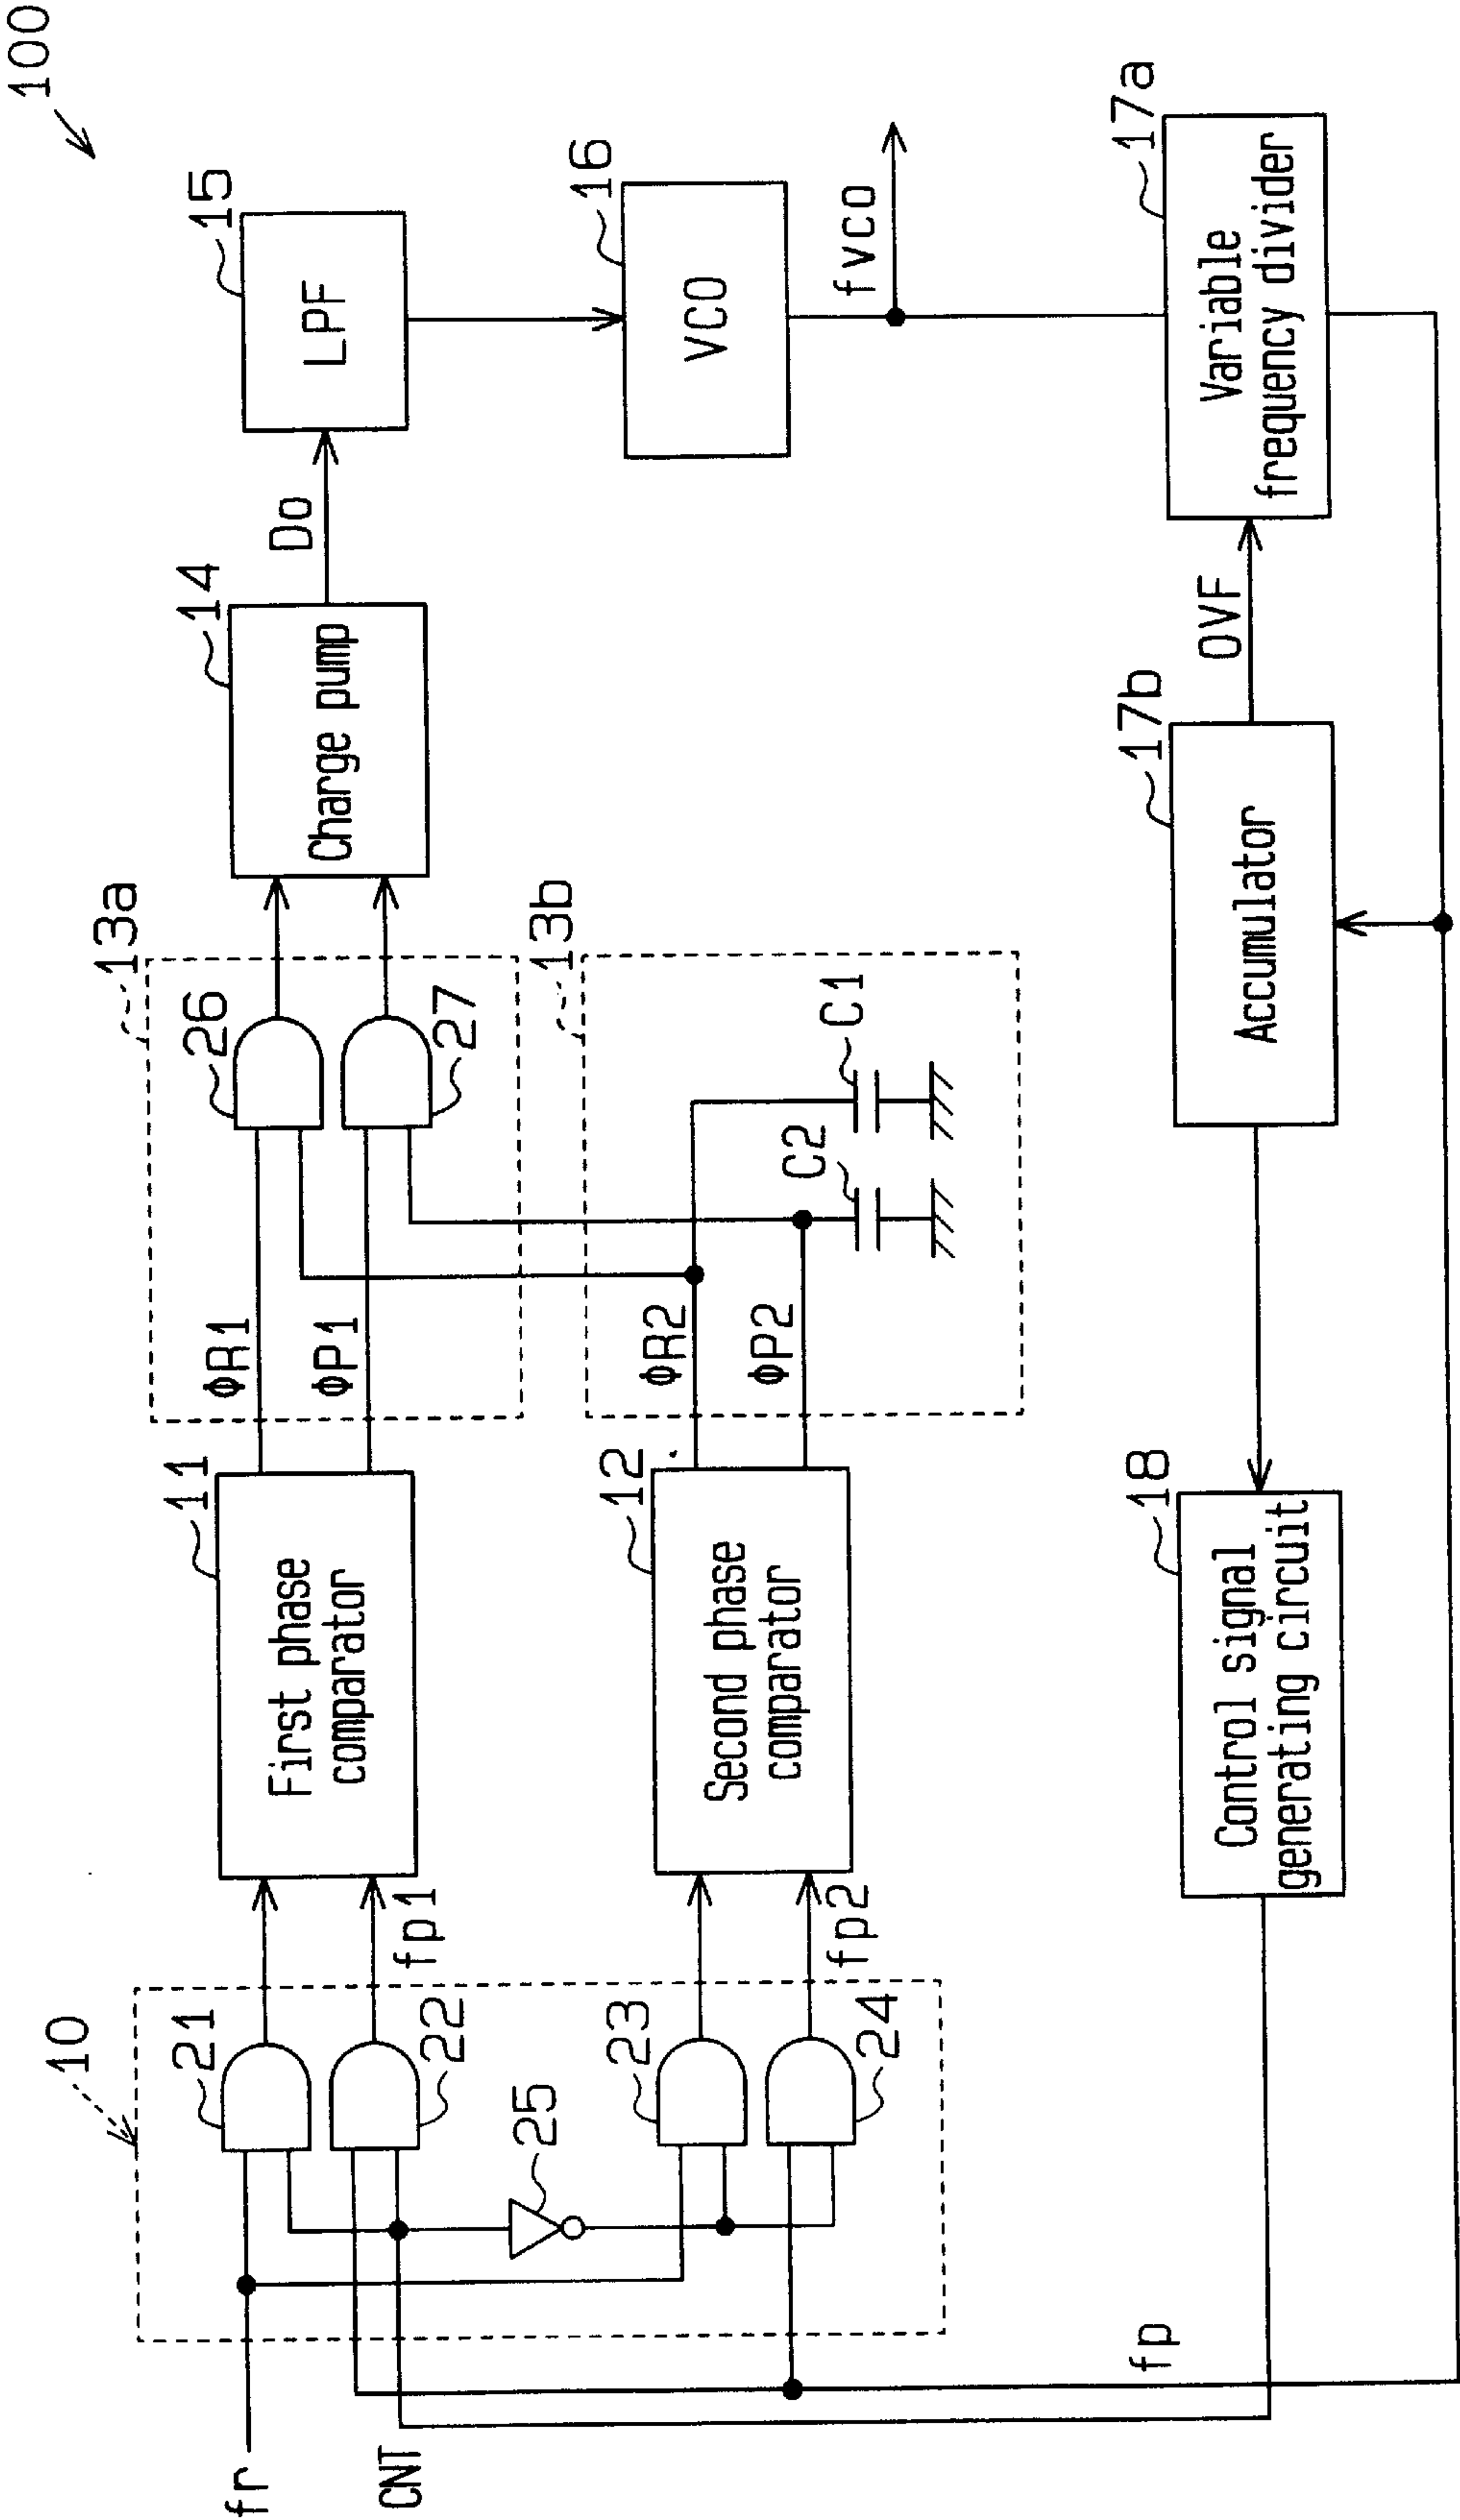 100
fr
CNT
10
21
22
23
24
25
fp1
fp2
11
First phase
comparator
12
Second phase
comparator
ΦR1
ΦP1
ΦR2
ΦP2
13a
26
27
13b
C2
C1
14
Charge pump
Do
15
LPF
16
VCO
fvco
17a
Variable
frequency divider
OVF
17b
Accumulator
18
Control signal
generating circuit
fp